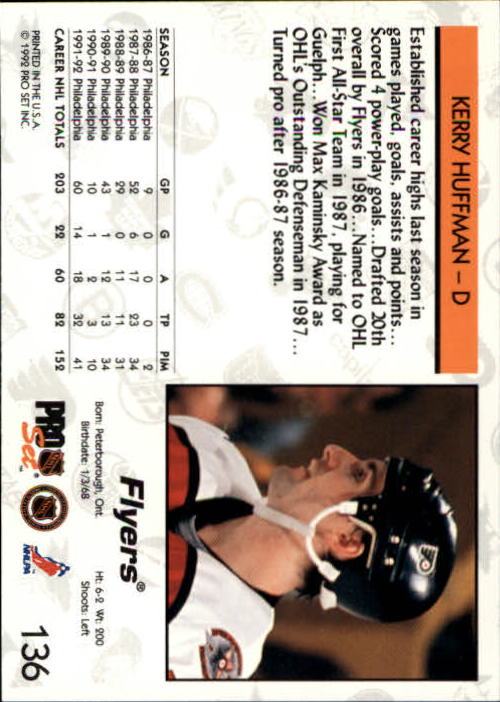 KERRY HUFFMAN – D
Established career highs last season in
games played, goals, assists and points...
Scored 4 power-play goals...Drafted 20th
overall by Flyers in 1986...Named to OHL
First All-Star Team in 1987, playing for
Guelph...Won Max Kaminsky Award as
OHL's Outstanding Defenseman in 1987...
Turned pro after 1986-87 season.
SEASON GP G A TP PIM
1986-87 Philadelphia 9 0 0 0 2
1987-88 Philadelphia 52 6 17 23 34
1988-89 Philadelphia 29 0 11 11 31
1989-90 Philadelphia 43 1 12 13 34
1990-91 Philadelphia 10 1 2 3 10
1991-92 Philadelphia 60 14 18 32 41
CAREER NHL TOTALS 203 22 60 82 152
PRINTED IN THE U.S.A.
© 1992 PRO SET INC.
Flyers®
Born: Peterborough, Ont. Ht: 6-2 Wt: 200
Birthdate: 1/3/68 Shoots: Left
PRO Set™ NHLPA 136